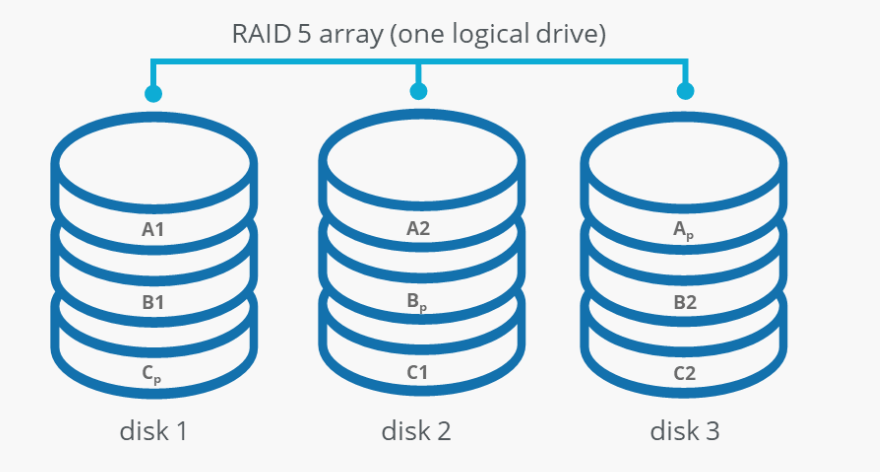 RAID 5 array (one logical drive)
A1 A2 Ap
B1 Bp B2
Cp C1 C2
disk 1 disk 2 disk 3